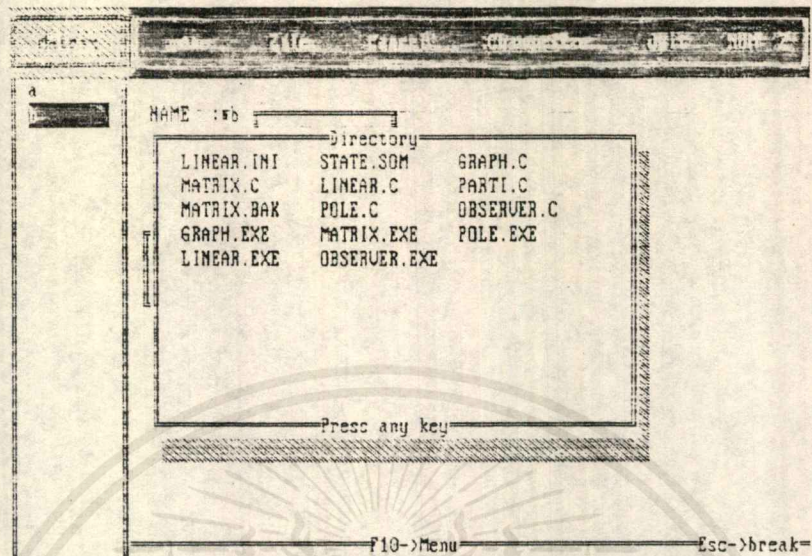 Matrix
a
NAME :
Directory
LINEAR.INI STATE.SOM GRAPH.C
MATRIX.C LINEAR.C PARTI.C
MATRIX.BAK POLE.C OBSERVER.C
GRAPH.EXE MATRIX.EXE POLE.EXE
LINEAR.EXE OBSERVER.EXE
Press any key
F10->Menu Esc->break